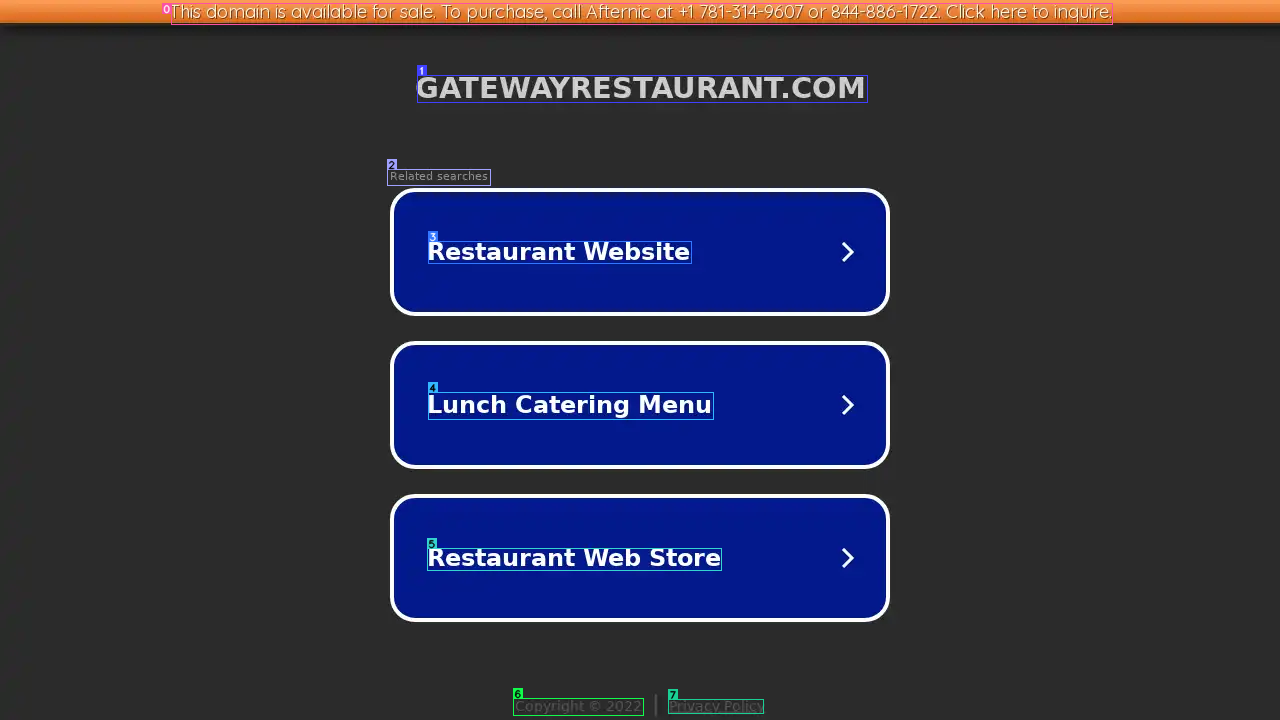 This domain is available for sale. To purchase, call Afternic at +1 781-314-9607 or 844-886-1722. Click here to inquire.
GATEWAYRESTAURANT.COM
Related searches
Restaurant Website
Lunch Catering Menu
Restaurant Web Store
Copyright © 2022 | Privacy Policy